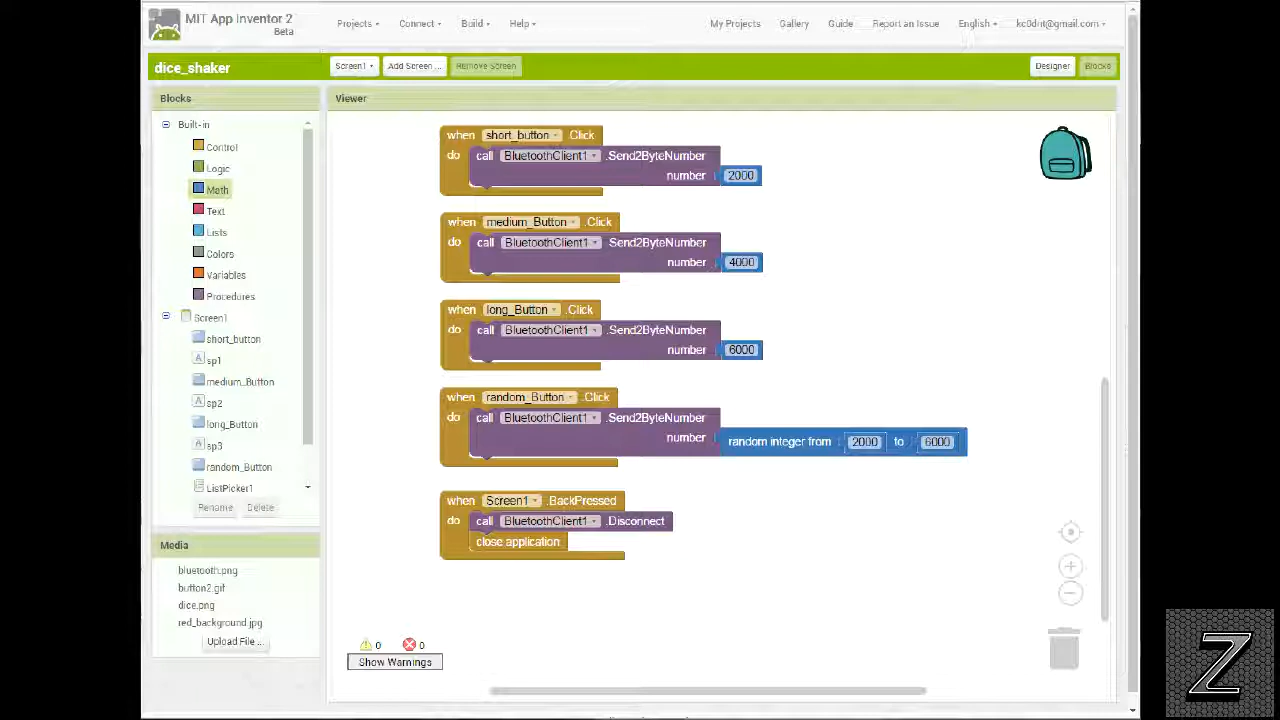 MIT App Inventor 2
Beta
Projects Connect Build Help My Projects Gallery Guide Report an Issue English kc0dnt@gmail.com
dice_shaker Screen1 Add Screen ... Remove Screen Designer Blocks
Blocks Viewer
Built-in
Control
Logic
Math
Text
Lists
Colors
Variables
Procedures
Screen1
short_button
A sp1
medium_Button
A sp2
long_Button
A sp3
random_Button
ListPicker1
Rename Delete
Media
bluetooth.png
button2.gif
dice.png
red_background.jpg
Upload File ...
when short_button .Click
do call BluetoothClient1 .Send2ByteNumber
number 2000
when medium_Button .Click
do call BluetoothClient1 .Send2ByteNumber
number 4000
when long_Button .Click
do call BluetoothClient1 .Send2ByteNumber
number 6000
when random_Button .Click
do call BluetoothClient1 .Send2ByteNumber
number random integer from 2000 to 6000
when Screen1 .BackPressed
do call BluetoothClient1 .Disconnect
close application
0 0
Show Warnings
Z